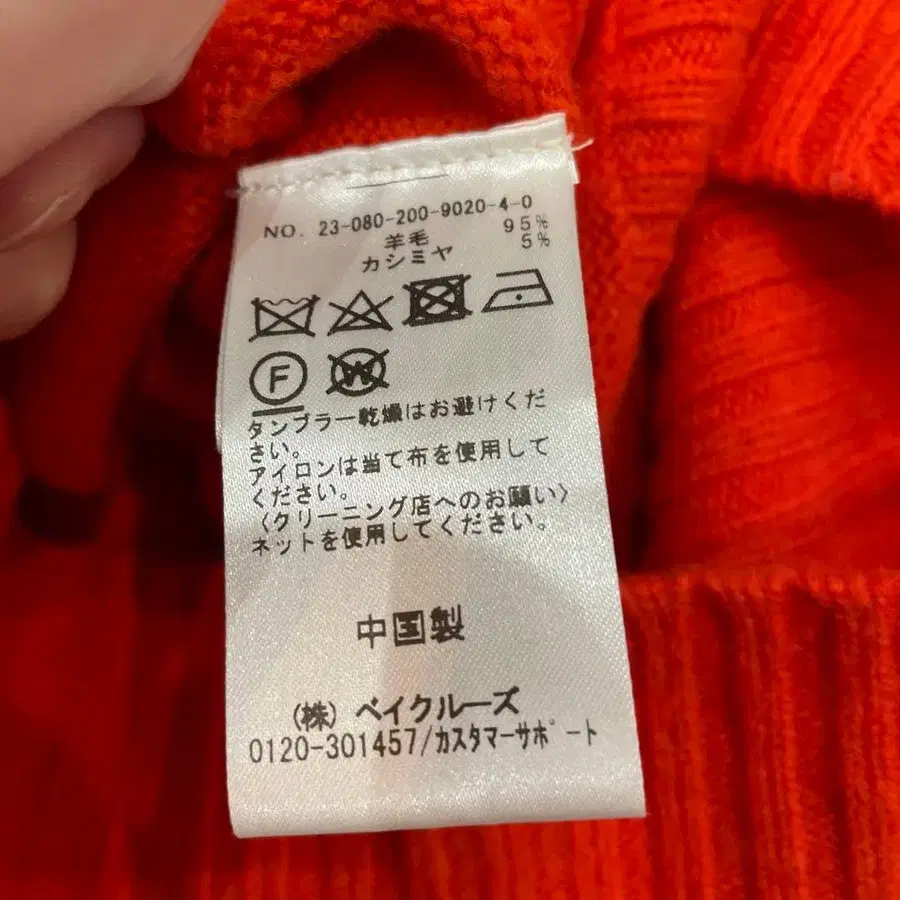 NO. 23-080-200-9020-4-0
羊毛 95%
カシミヤ 5%
F W
タンブラー乾燥はお避けくだ
さい。
アイロンは当て布を使用して
ください。
〈クリーニング店へのお願い〉
ネットを使用してください。
中国製
(株) ベイクルーズ
0120-301457/カスタマーサポート